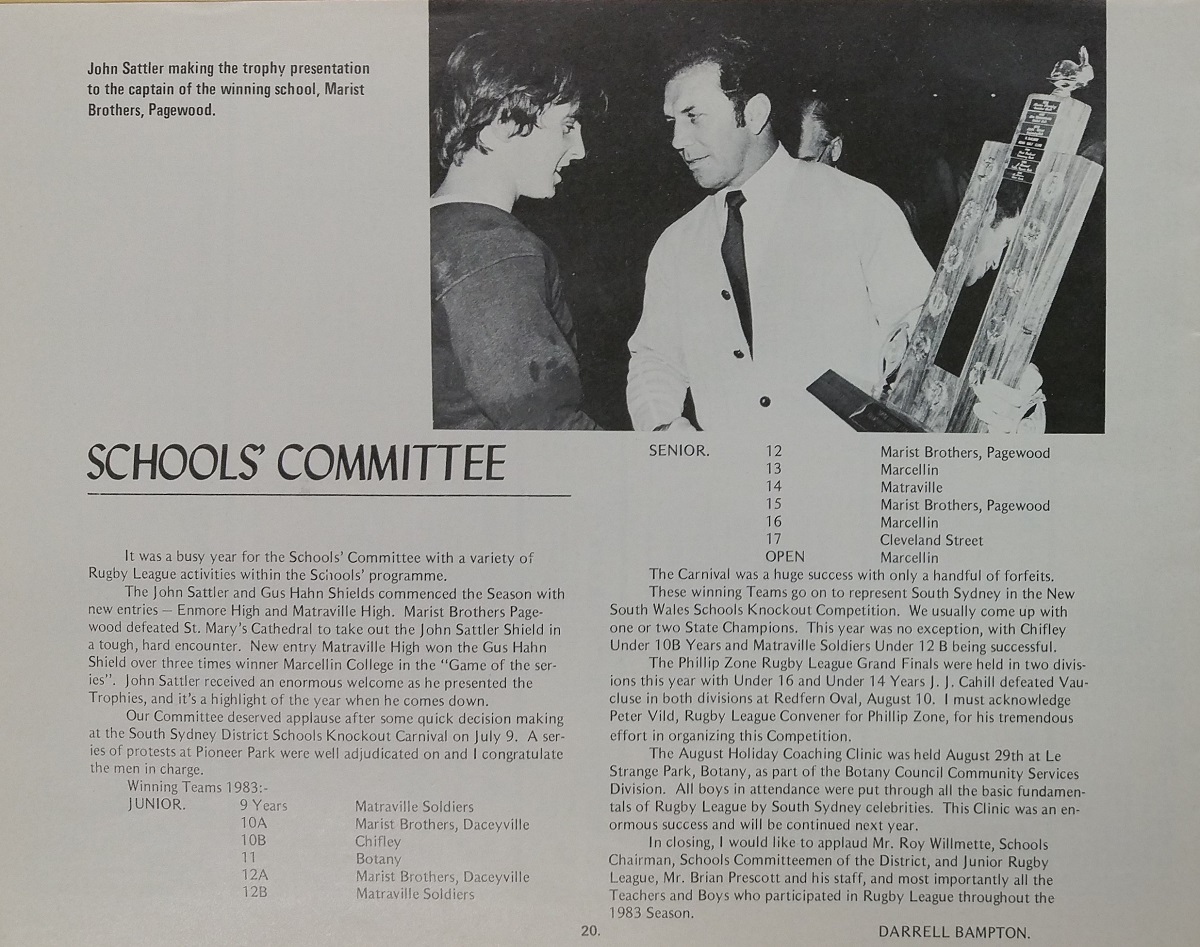 John Sattler making the trophy presentation
to the captain of the winning school, Marist
Brothers, Pagewood.
SCHOOLS' COMMITTEE
It was a busy year for the Schools' Committee with a variety of
Rugby League activities within the Schools' programme.
The John Sattler and Gus Hahn Shields commenced the Season with
new entries — Enmore High and Matraville High. Marist Brothers Page-
wood defeated St. Mary's Cathedral to take out the John Sattler Shield in
a tough, hard encounter. New entry Matraville High won the Gus Hahn
Shield over three times winner Marcellin College in the "Game of the ser-
ies". John Sattler received an enormous welcome as he presented the
Trophies, and it's a highlight of the year when he comes down.
Our Committee deserved applause after some quick decision making
at the South Sydney District Schools Knockout Carnival on July 9. A ser-
ies of protests at Pioneer Park were well adjudicated on and I congratulate
the men in charge.
Winning Teams 1983:-
JUNIOR. 9 Years Matraville Soldiers
10A Marist Brothers, Daceyville
10B Chifley
11 Botany
12A Marist Brothers, Daceyville
12B Matraville Soldiers
SENIOR. 12 Marist Brothers, Pagewood
13 Marcellin
14 Matraville
15 Marist Brothers, Pagewood
16 Marcellin
17 Cleveland Street
OPEN Marcellin
The Carnival was a huge success with only a handful of forfeits.
These winning Teams go on to represent South Sydney in the New
South Wales Schools Knockout Competition. We usually come up with
one or two State Champions. This year was no exception, with Chifley
Under 10B Years and Matraville Soldiers Under 12 B being successful.
The Phillip Zone Rugby League Grand Finals were held in two divis-
ions this year with Under 16 and Under 14 Years J. J. Cahill defeated Vau-
cluse in both divisions at Redfern Oval, August 10. I must acknowledge
Peter Vild, Rugby League Convener for Phillip Zone, for his tremendous
effort in organizing this Competition.
The August Holiday Coaching Clinic was held August 29th at Le
Strange Park, Botany, as part of the Botany Council Community Services
Division. All boys in attendance were put through all the basic fundamen-
tals of Rugby League by South Sydney celebrities. This Clinic was an en-
ormous success and will be continued next year.
In closing, I would like to applaud Mr. Roy Willmette, Schools
Chairman, Schools Committeemen of the District, and Junior Rugby
League, Mr. Brian Prescott and his staff, and most importantly all the
Teachers and Boys who participated in Rugby League throughout the
1983 Season.
DARRELL BAMPTON.
20.